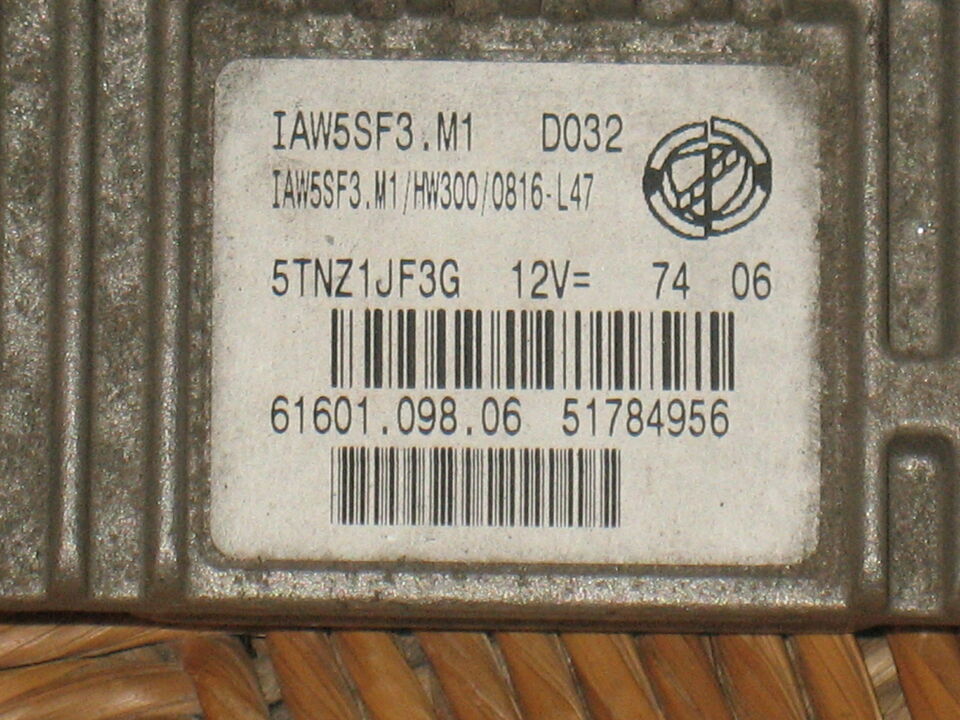 IAW5SF3.M1 D032
IAW5SF3.M1/HW300/0816-L47
5TNZ1JF3G 12V= 74 06
61601.098.06 51784956